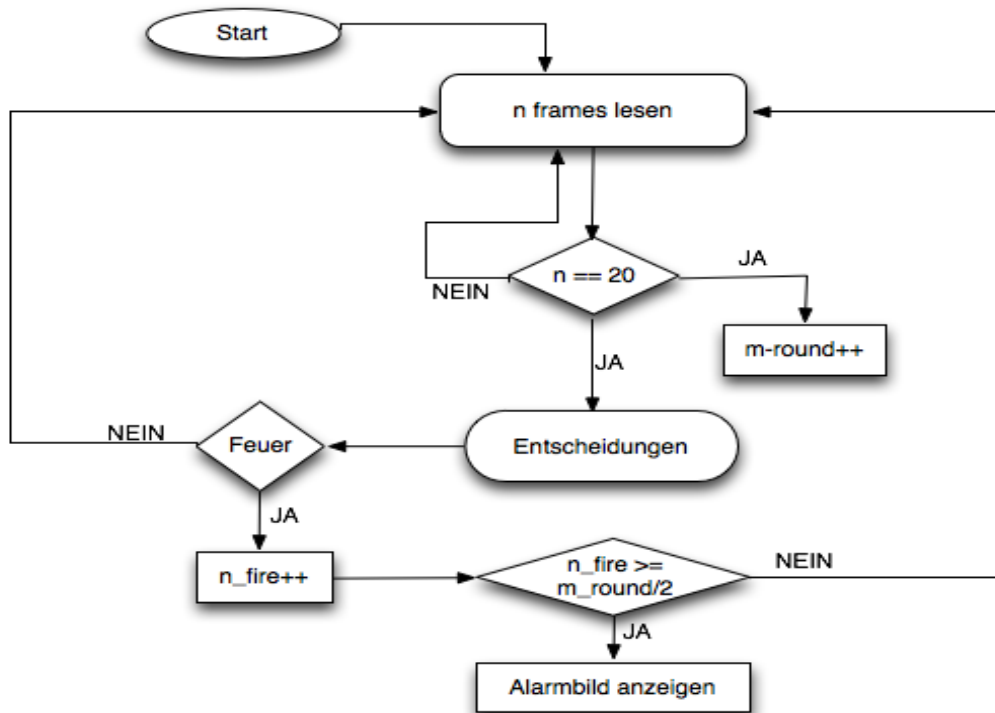 Start
n frames lesen
n == 20
NEIN
JA
m-round++
JA
Entscheidungen
Feuer
NEIN
JA
n_fire++
n_fire >=
m_round/2
NEIN
JA
Alarmbild anzeigen